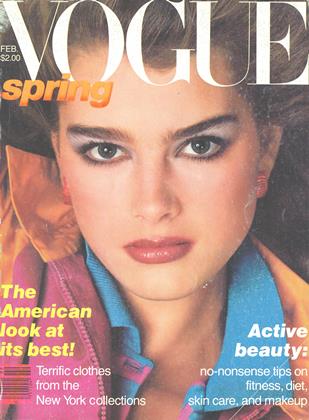 VOGUE
FEB.
$2.00
spring
The
American
look at
its best!
Terrific clothes
from the
New York collections
Active
beauty:
no-nonsense tips on
fitness, diet,
skin care, and makeup